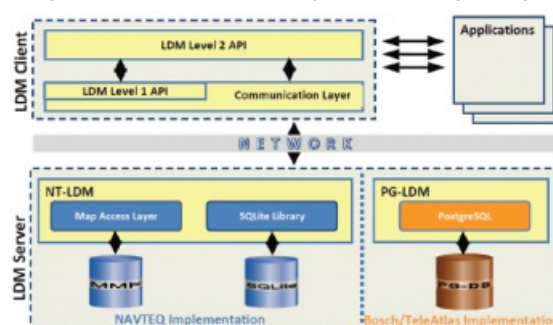 LDM Client
LDM Level 2 API
LDM Level 1 API
Communication Layer
Applications
NETWORK
LDM Server
NT-LDM
Map Access Layer
SQLite Library
MMP
SQLite
NAVTEQ Implementation
PG-LDM
PostgreSQL
PG-DB
Bosch/TeleAtlas Implementation